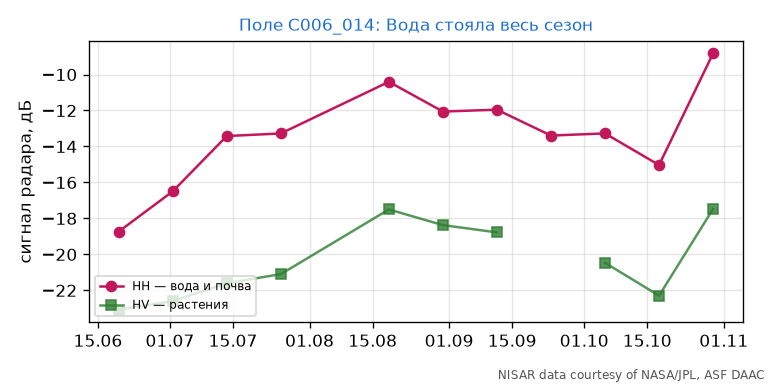 Поле C006_014: Вода стояла весь сезон
сигнал радара, дБ
−10
−12
−14
−16
−18
−20
−22
HH — вода и почва
HV — растения
15.06 01.07 15.07 01.08 15.08 01.09 15.09 01.10 15.10 01.11
NISAR data courtesy of NASA/JPL, ASF DAAC